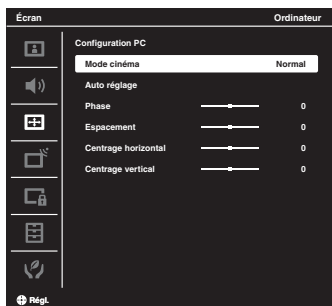 Écran Ordinateur
Configuration PC
Mode cinéma Normal
Auto réglage
Phase 0
Espacement 0
Centrage horizontal 0
Centrage vertical 0
Régl.